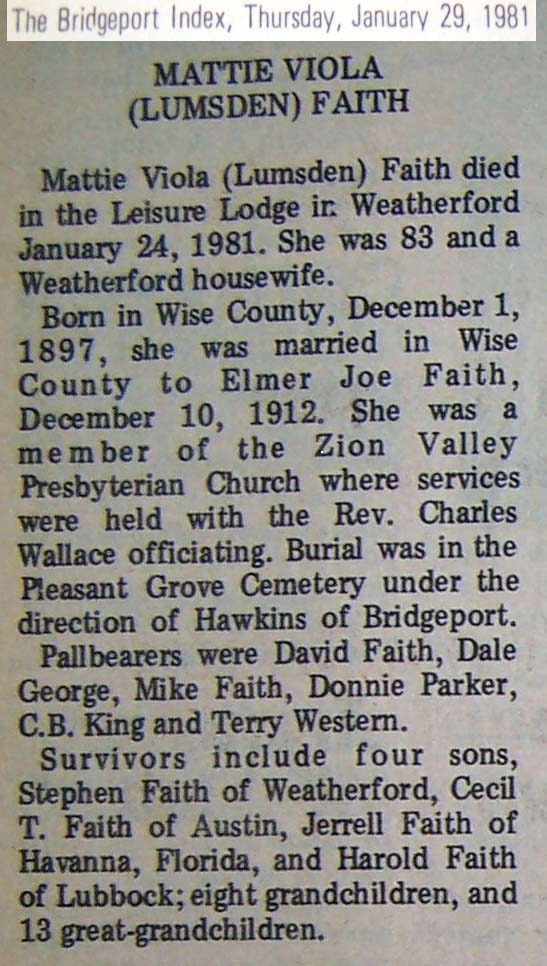 The Bridgeport Index, Thursday, January 29, 1981
MATTIE VIOLA
(LUMSDEN) FAITH
Mattie Viola (Lumsden) Faith died
in the Leisure Lodge in Weatherford
January 24, 1981. She was 83 and a
Weatherford housewife.
Born in Wise County, December 1,
1897, she was married in Wise
County to Elmer Joe Faith,
December 10, 1912. She was a
member of the Zion Valley
Presbyterian Church where services
were held with the Rev. Charles
Wallace officiating. Burial was in the
Pleasant Grove Cemetery under the
direction of Hawkins of Bridgeport.
Pallbearers were David Faith, Dale
George, Mike Faith, Donnie Parker,
C.B. King and Terry Western.
Survivors include four sons,
Stephen Faith of Weatherford, Cecil
T. Faith of Austin, Jerrell Faith of
Havanna, Florida, and Harold Faith
of Lubbock; eight grandchildren, and
13 great-grandchildren.